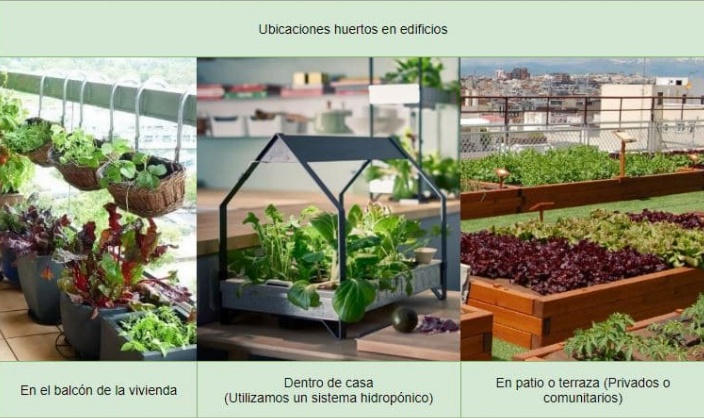 Ubicaciones huertos en edificios
En el balcón de la vivienda
Dentro de casa
(Utilizamos un sistema hidropónico)
En patio o terraza (Privados o
comunitarios)